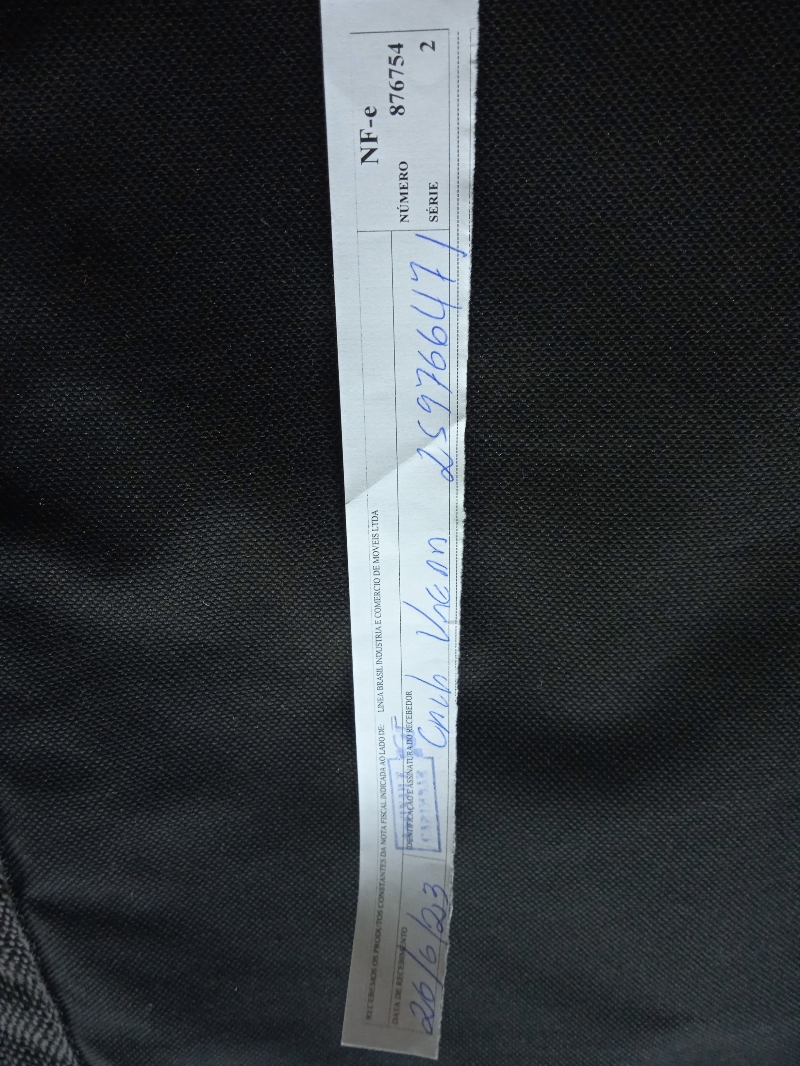 RECEBEMOS OS PRODUTOS CONSTANTES DA NOTA FISCAL INDICADA AO LADO DE: LINEA BRASIL INDUSTRIA E COMERCIO DE MOVEIS LTDA
DATA DE RECEBIMENTO
26/6/23
IDENTIFICAÇÃO E ASSINATURA DO RECEBEDOR
259766471
NF-e
NÚMERO 876754
SÉRIE 2